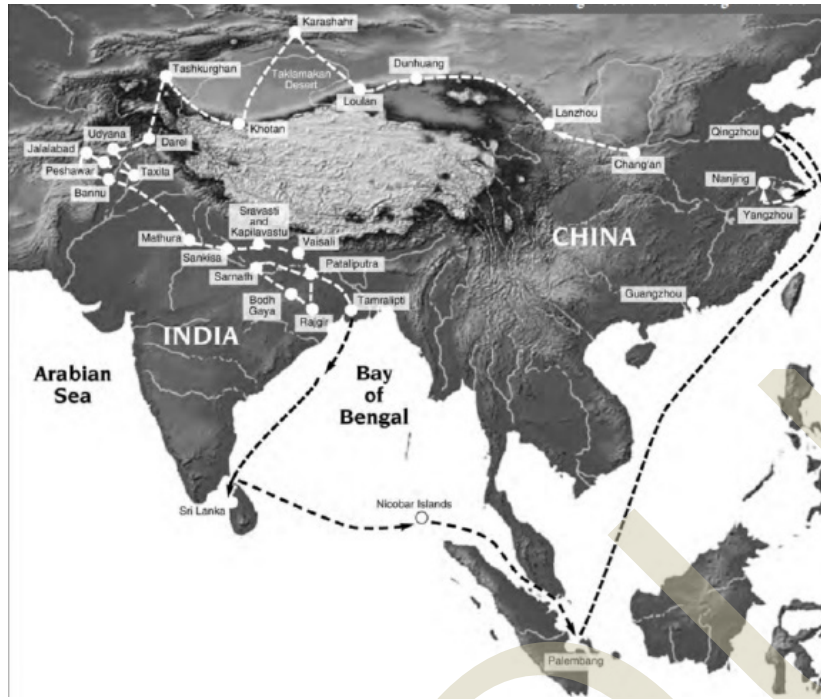 Karashahr
Tashkurghan
Taklamakan
Desert
Dunhuang
Loulan
Lanzhou
Khotan
Qingzhou
Udyana
Darel
Jalalabad
Chang'an
Peshawar
Taxila
Bannu
Nanjing
Yangzhou
Sravasti
and
Kapilavastu
Mathura
Vaisali
CHINA
Sankisa
Pataliputra
Sarnath
Guangzhou
Bodh
Gaya
Tamralipti
Rajgir
INDIA
Arabian
Sea
Bay
of
Bengal
Nicobar Islands
Sri Lanka
Palembang